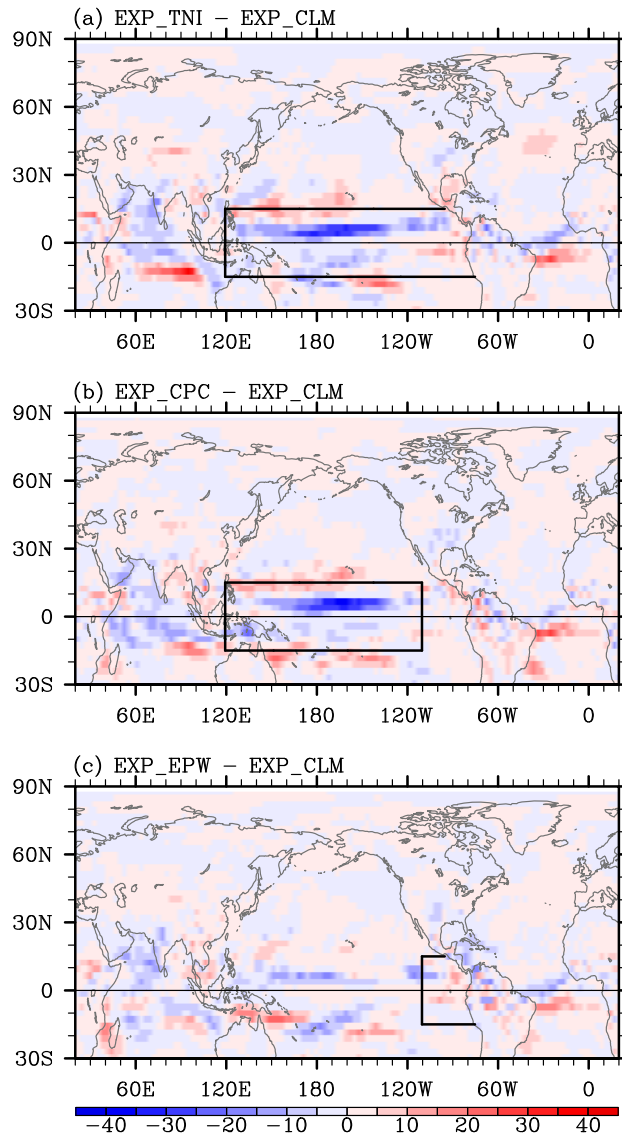 (a) EXP_TNI − EXP_CLM
90N
60N
30N
0
30S
60E 120E 180 120W 60W 0
(b) EXP_CPC − EXP_CLM
90N
60N
30N
0
30S
60E 120E 180 120W 60W 0
(c) EXP_EPW − EXP_CLM
90N
60N
30N
0
30S
60E 120E 180 120W 60W 0
−40 −30 −20 −10 0 10 20 30 40